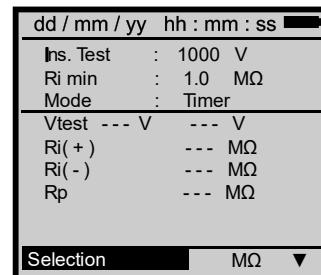 dd / mm / yy hh : mm : ss
Ins. Test : 1000 V
Ri min : 1.0 MΩ
Mode : Timer
Vtest --- V --- V
Ri( + ) --- MΩ
Ri( - ) --- MΩ
Rp --- MΩ
Selection MΩ ▼